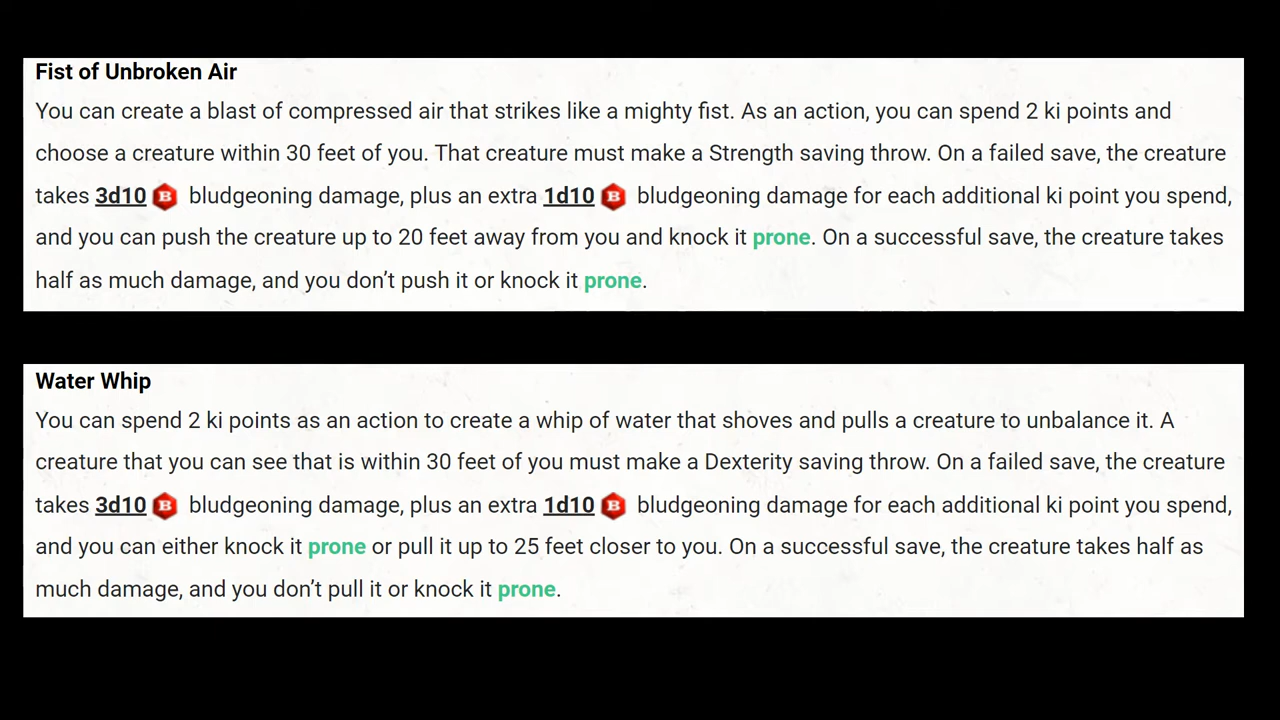 Fist of Unbroken Air
You can create a blast of compressed air that strikes like a mighty fist. As an action, you can spend 2 ki points and
choose a creature within 30 feet of you. That creature must make a Strength saving throw. On a failed save, the creature
takes 3d10 B bludgeoning damage, plus an extra 1d10 B bludgeoning damage for each additional ki point you spend,
and you can push the creature up to 20 feet away from you and knock it prone. On a successful save, the creature takes
half as much damage, and you don’t push it or knock it prone.
Water Whip
You can spend 2 ki points as an action to create a whip of water that shoves and pulls a creature to unbalance it. A
creature that you can see that is within 30 feet of you must make a Dexterity saving throw. On a failed save, the creature
takes 3d10 B bludgeoning damage, plus an extra 1d10 B bludgeoning damage for each additional ki point you spend,
and you can either knock it prone or pull it up to 25 feet closer to you. On a successful save, the creature takes half as
much damage, and you don’t pull it or knock it prone.